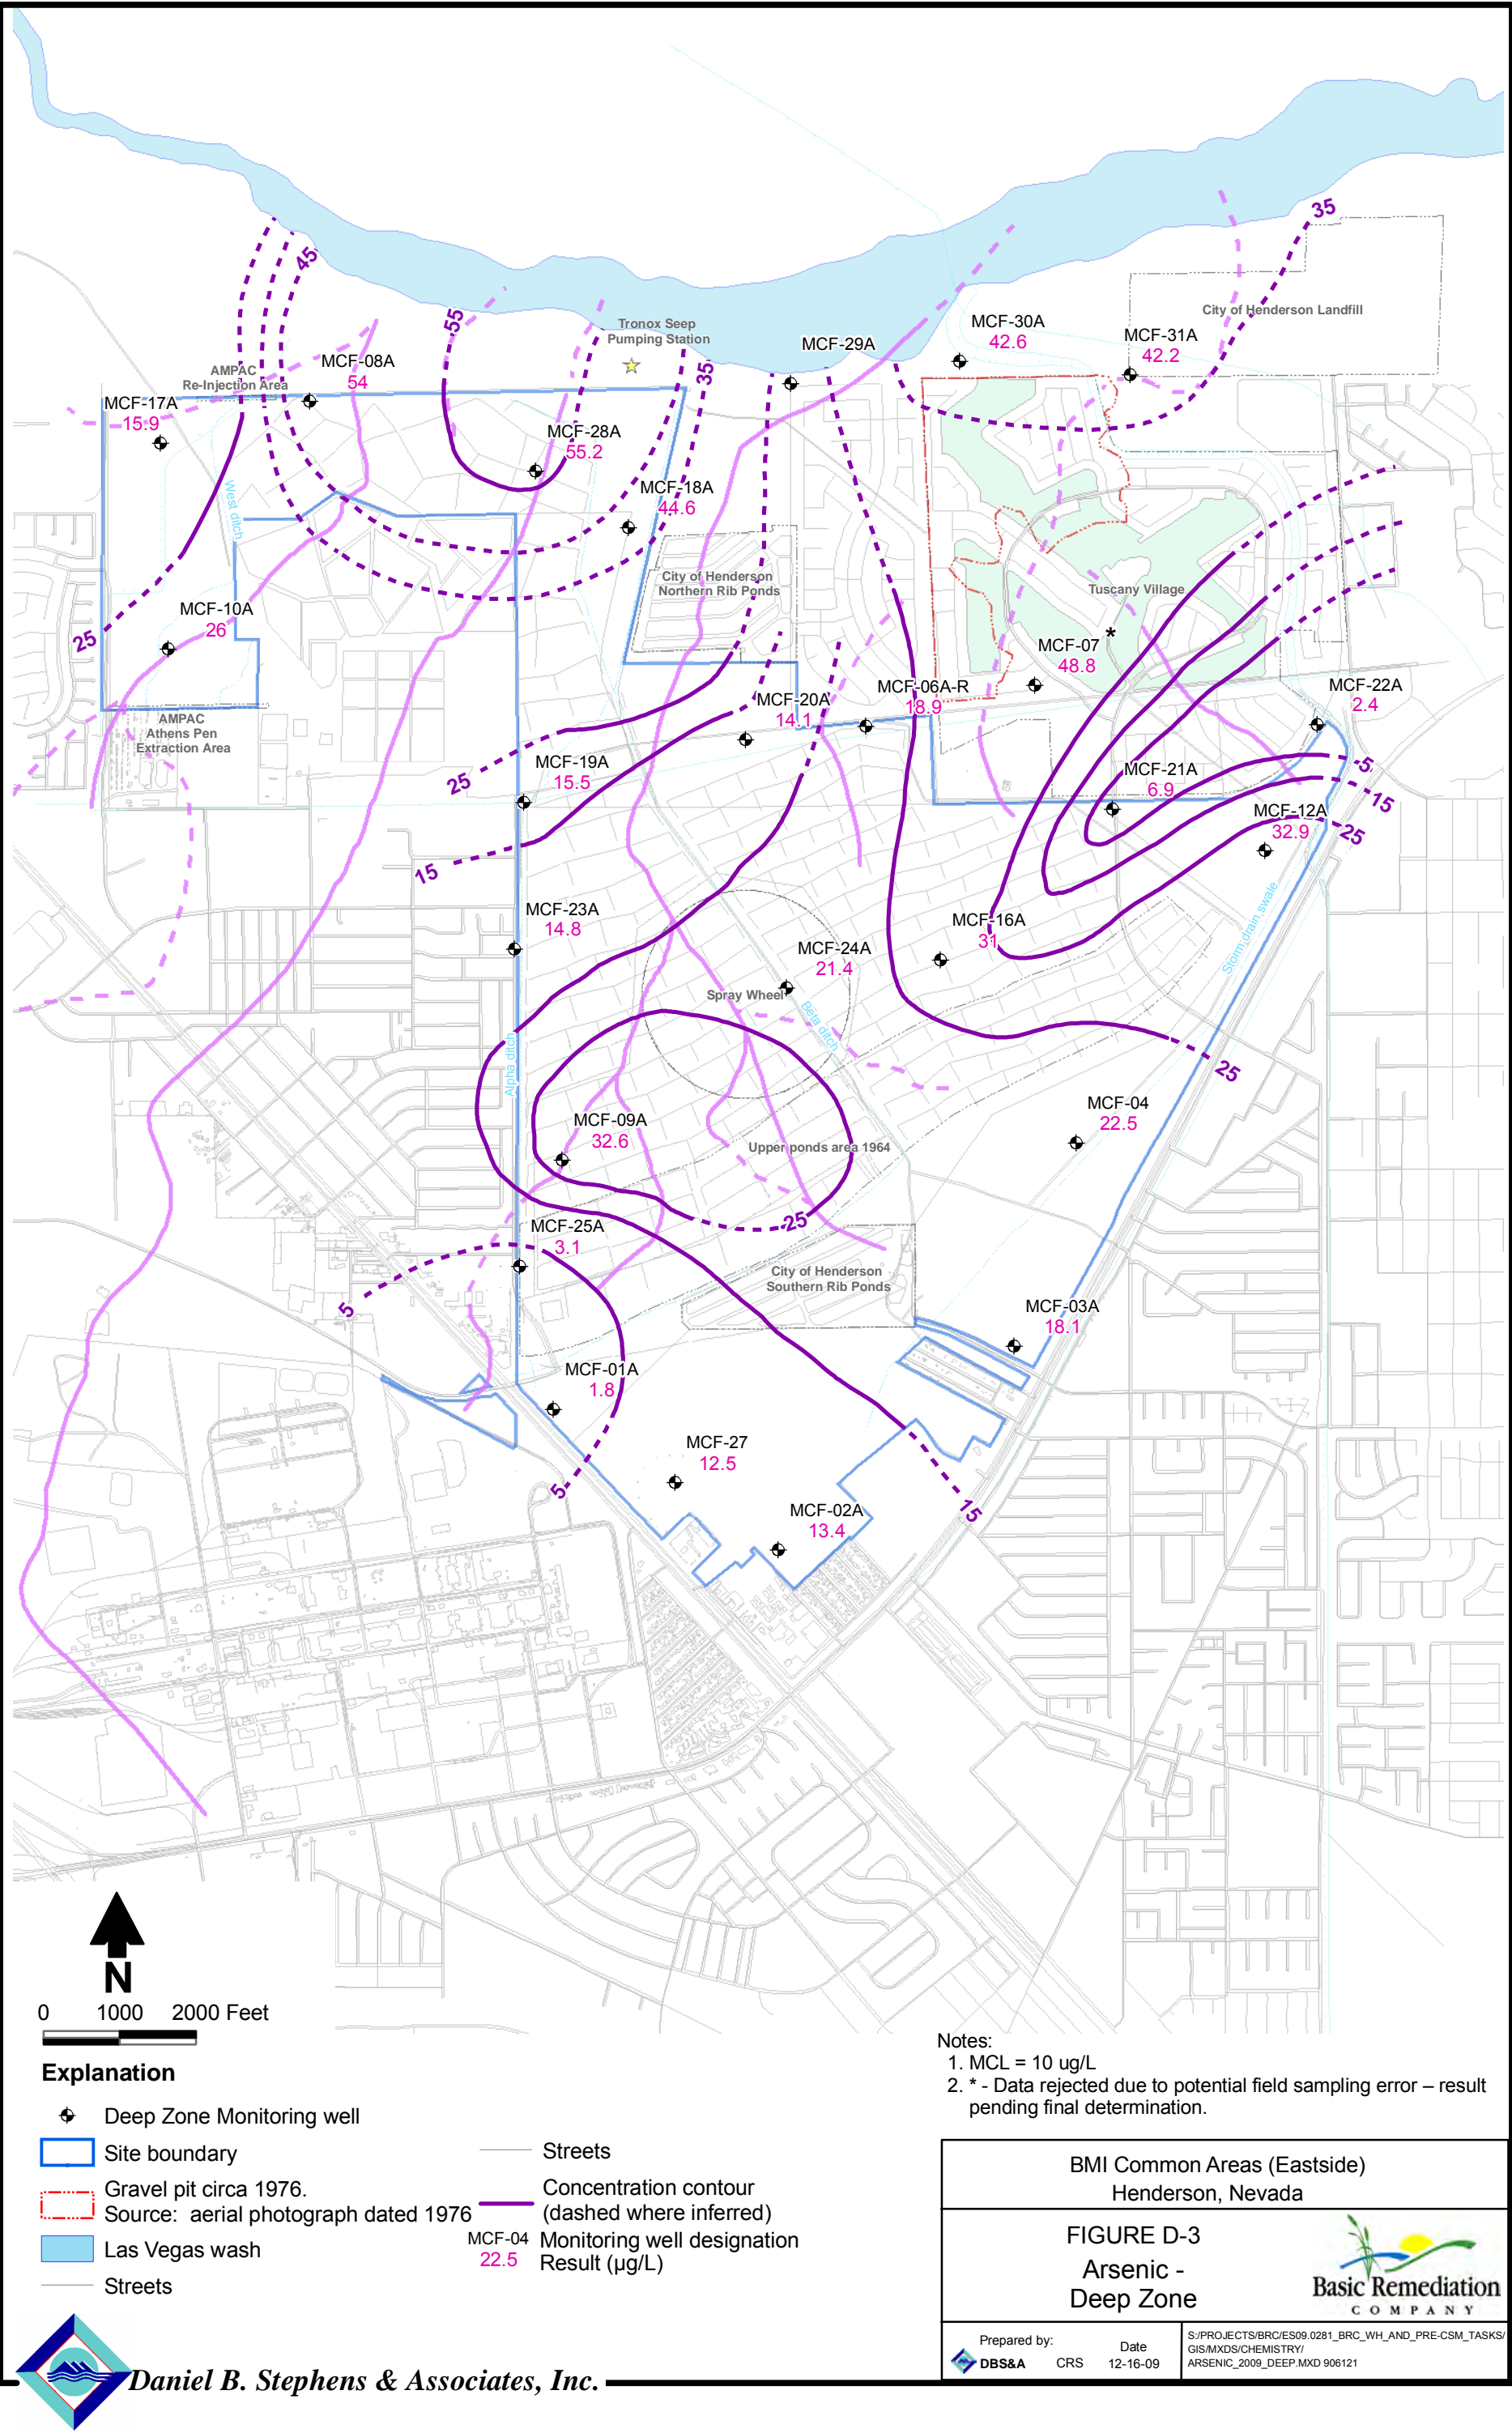 35
45
55
City of Henderson Landfill
Tronox Seep
Pumping Station
MCF-30A
42.6
MCF-31A
42.2
MCF-29A
MCF-08A
54
35
AMPAC
Re-Injection Area
MCF-17A
15.9
MCF-28A
55.2
MCF-18A
44.6
West ditch
City of Henderson
Northern Rib Ponds
Tuscany Village
*
MCF-10A
26
25
MCF-07
48.8
MCF-06A-R
18.9
MCF-22A
2.4
MCF-20A
14.1
AMPAC
Athens Pen
Extraction Area
MCF-19A
15.5
25
MCF-21A
6.9
5
15
MCF-12A
32.9
25
15
MCF-23A
14.8
MCF-16A
31
Storm drain swale
MCF-24A
21.4
Spray Wheel
Beta ditch
Alpha ditch
25
MCF-04
22.5
MCF-09A
32.6
Upper ponds area 1964
25
MCF-25A
3.1
City of Henderson
Southern Rib Ponds
5
MCF-03A
18.1
MCF-01A
1.8
MCF-27
12.5
5
15
MCF-02A
13.4
N
0 1000 2000 Feet
Explanation
Deep Zone Monitoring well
Site boundary
Gravel pit circa 1976.
Source: aerial photograph dated 1976
Las Vegas wash
Streets
Streets
Concentration contour
(dashed where inferred)
MCF-04 Monitoring well designation
22.5 Result (µg/L)
Notes:
1. MCL = 10 ug/L
2. * - Data rejected due to potential field sampling error – result
pending final determination.
BMI Common Areas (Eastside)
Henderson, Nevada
FIGURE D-3
Arsenic -
Deep Zone
Basic Remediation
COMPANY
Prepared by:
DBS&A CRS
Date
12-16-09
S:/PROJECTS/BRC/ES09.0281_BRC_WH_AND_PRE-CSM_TASKS/
GIS/MXDS/CHEMISTRY/
ARSENIC_2009_DEEP.MXD 906121
Daniel B. Stephens & Associates, Inc.